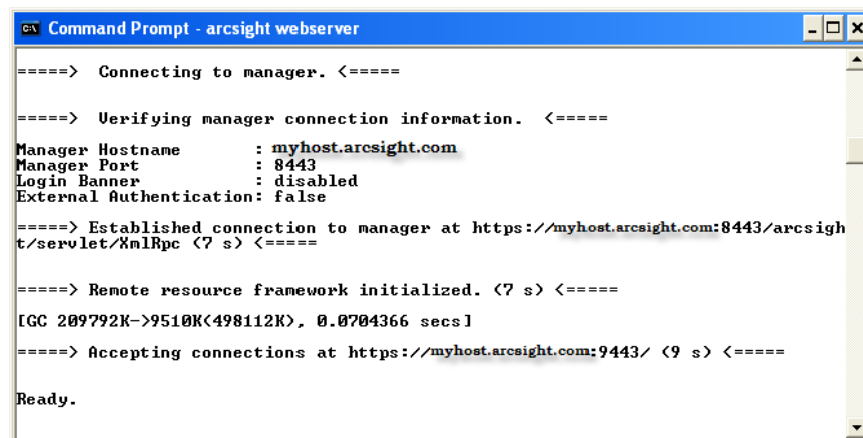 Command Prompt - arcsight webserver
=====> Connecting to manager. <=====
=====> Verifying manager connection information. <=====
Manager Hostname : myhost.arcsight.com
Manager Port : 8443
Login Banner : disabled
External Authentication: false
=====> Established connection to manager at https://myhost.arcsight.com:8443/arcsigh
t/servlet/XmlRpc (7 s) <=====
=====> Remote resource framework initialized. (7 s) <=====
[GC 209792K->9510K(498112K), 0.0704366 secs]
=====> Accepting connections at https://myhost.arcsight.com:9443/ (9 s) <=====
Ready.